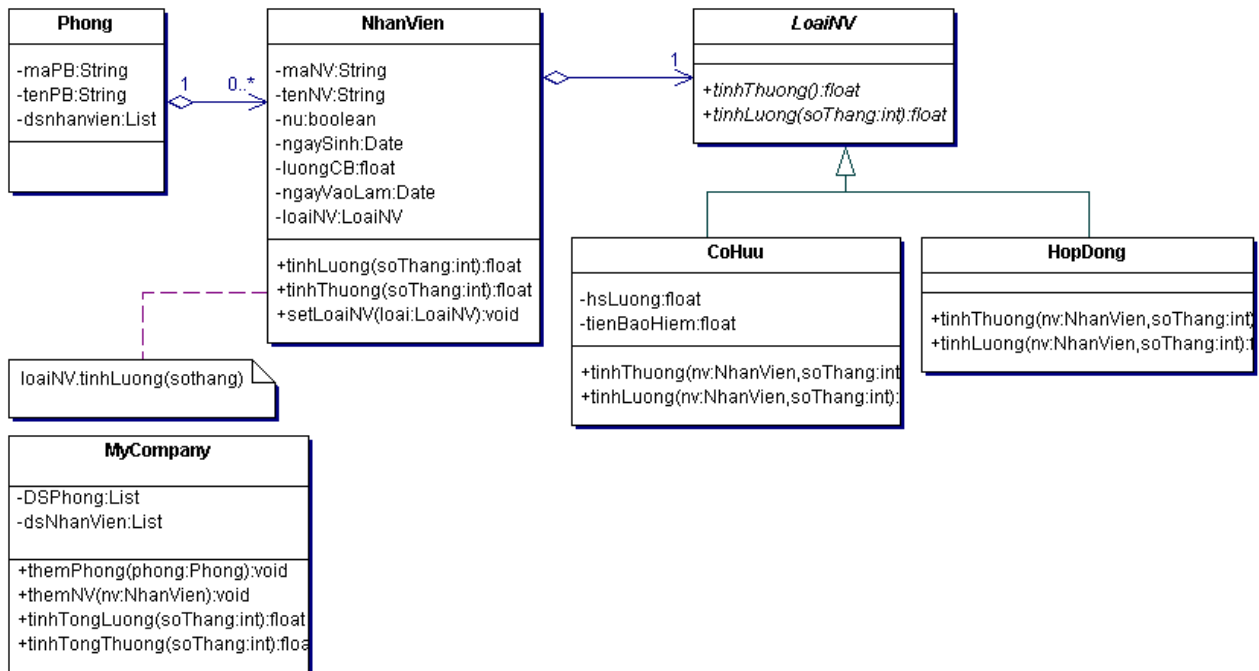 Phong
-maPB:String
-tenPB:String
-dsnhanvien:List
1
0..*
NhanVien
-maNV:String
-tenNV:String
-nu:boolean
-ngaySinh:Date
-luongCB:float
-ngayVaoLam:Date
-loaiNV:LoaiNV
+tinhLuong(soThang:int):float
+tinhThuong(soThang:int):float
+setLoaiNV(loai:LoaiNV):void
1
LoaiNV
+tinhThuong():float
+tinhLuong(soThang:int):float
CoHuu
-hsLuong:float
-tienBaoHiem:float
+tinhThuong(nv:NhanVien,soThang:int
+tinhLuong(nv:NhanVien,soThang:int):
HopDong
+tinhThuong(nv:NhanVien,soThang:int)
+tinhLuong(nv:NhanVien,soThang:int):f
loaiNV.tinhLuong(sothang)
MyCompany
-DSPhong:List
-dsNhanVien:List
+themPhong(phong:Phong):void
+themNV(nv:NhanVien):void
+tinhTongLuong(soThang:int):float
+tinhTongThuong(soThang:int):floa